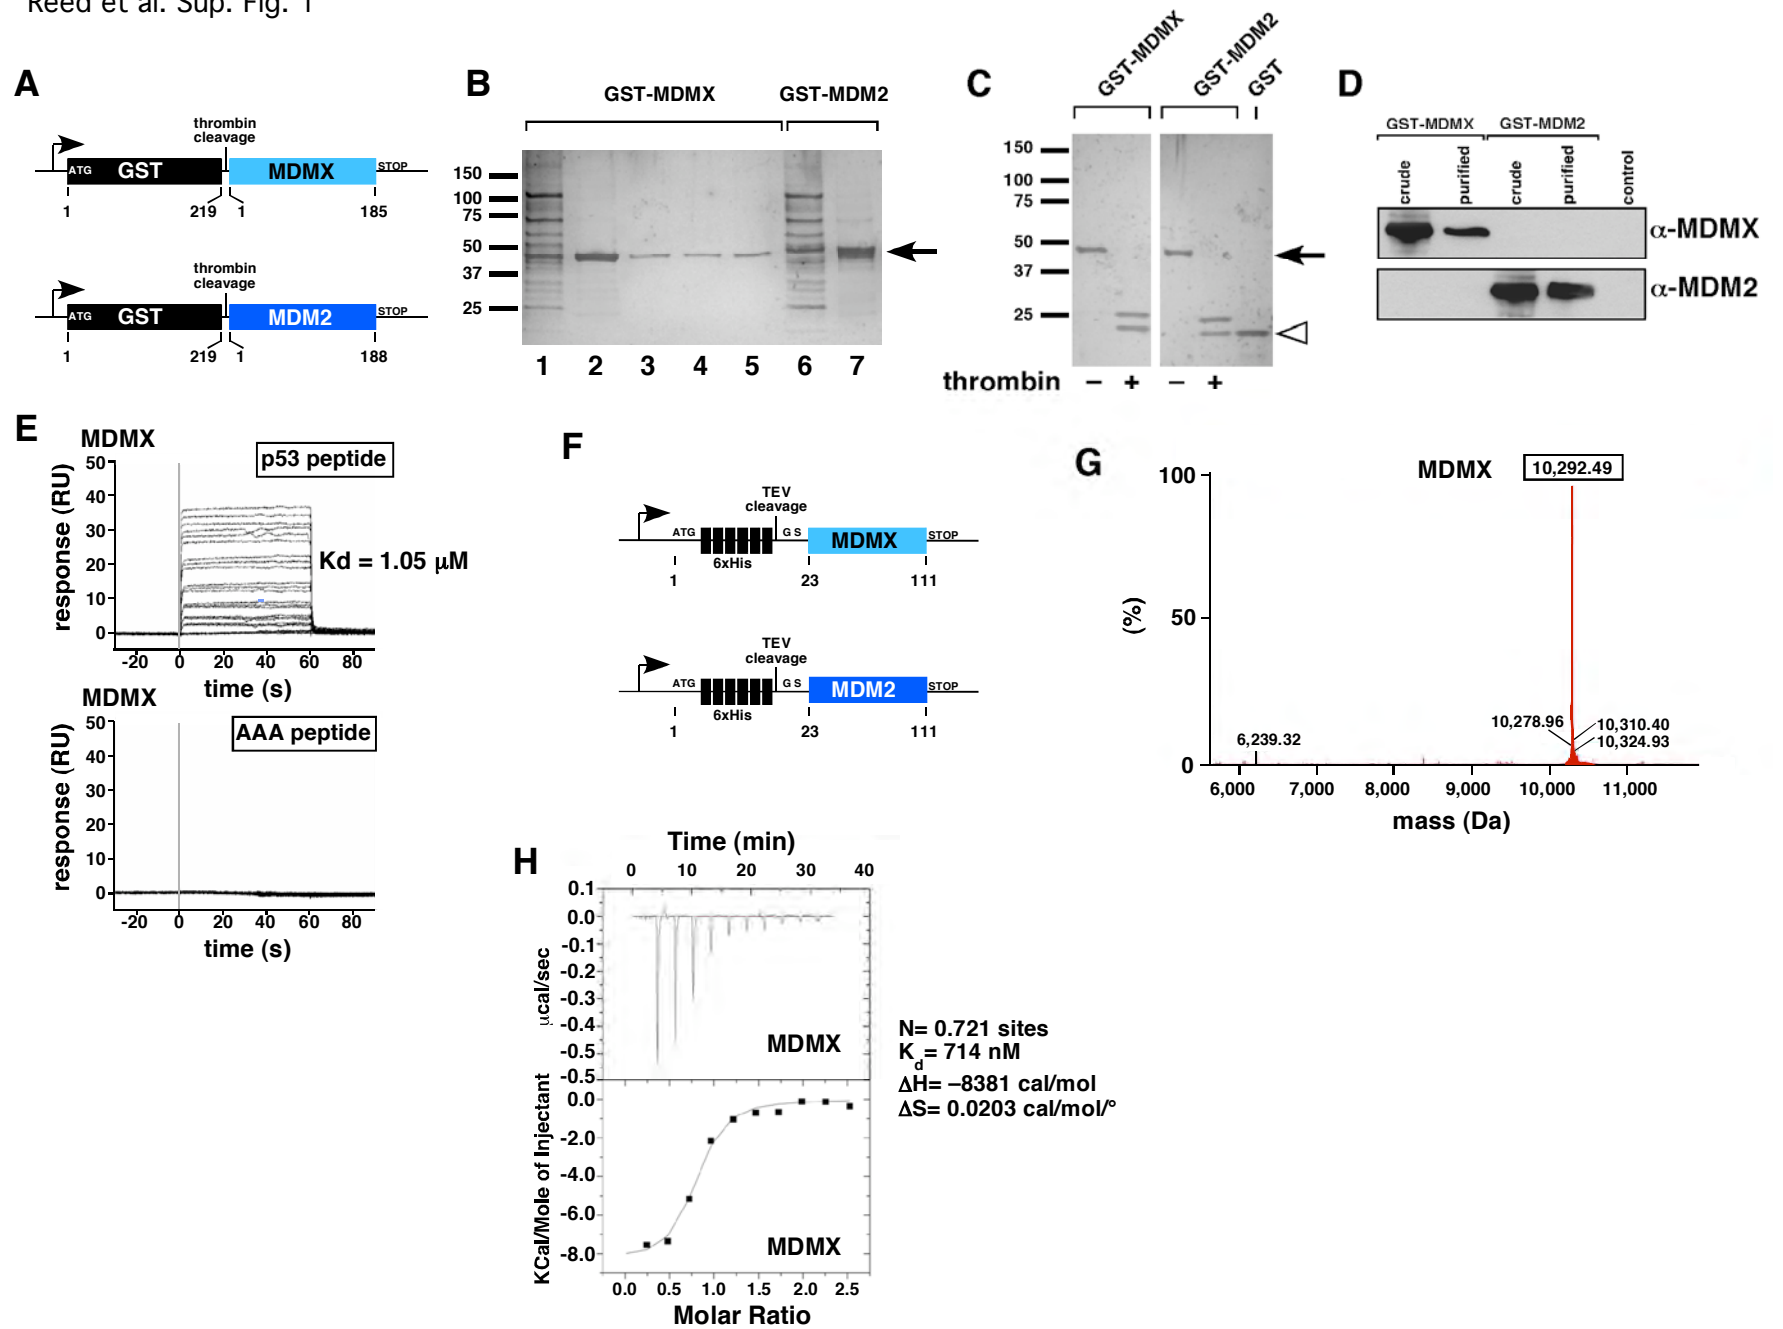 Reed et al. Sup. Fig. 1
A
thrombin
cleavage
ATG
GST
MDMX
STOP
1
219
1
185
thrombin
cleavage
ATG
GST
MDM2
STOP
1
219
1
188
B
GST-MDMX
GST-MDM2
150
100
75
50
37
25
1 2 3 4 5 6 7
C
GST-MDMX
GST-MDM2
GST
150
100
75
50
37
25
thrombin − + − +
D
GST-MDMX
GST-MDM2
crude
purified
crude
purified
control
α-MDMX
α-MDM2
E
MDMX
p53 peptide
response (RU)
50
40
30
20
10
0
Kd = 1.05 µM
-20 0 20 40 60 80
time (s)
MDMX
AAA peptide
response (RU)
50
40
30
20
10
0
-20 0 20 40 60 80
time (s)
F
TEV
cleavage
ATG
G S
MDMX
STOP
6xHis
1
23
111
TEV
cleavage
ATG
G S
MDM2
STOP
6xHis
1
23
111
G
MDMX
10,292.49
(%)
100
50
0
6,239.32
10,278.96
10,310.40
10,324.93
6,000 7,000 8,000 9,000 10,000 11,000
mass (Da)
H
Time (min)
0 10 20 30 40
µcal/sec
0.1
0.0
-0.1
-0.2
-0.3
-0.4
-0.5
-0.5
MDMX
KCal/Mole of Injectant
0.0
-2.0
-4.0
-6.0
-8.0
MDMX
0.0 0.5 1.0 1.5 2.0 2.5
Molar Ratio
N= 0.721 sites
Kd= 714 nM
ΔH= −8381 cal/mol
ΔS= 0.0203 cal/mol/°